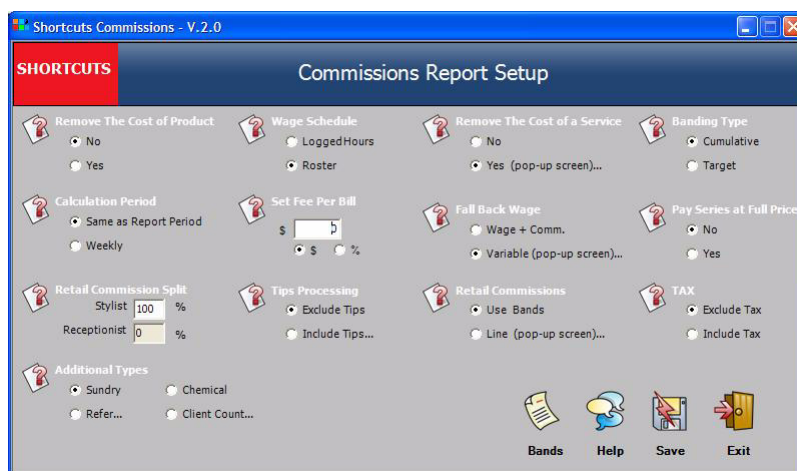 Shortcuts Commissions - V.2.0
SHORTCUTS
Commissions Report Setup
Remove The Cost of Product
No
Yes
Wage Schedule
Logged Hours
Roster
Remove The Cost of a Service
No
Yes (pop-up screen)...
Banding Type
Cumulative
Target
Calculation Period
Same as Report Period
Weekly
Set Fee Per Bill
$
$ %
Fall Back Wage
Wage + Comm.
Variable (pop-up screen)...
Pay Series at Full Price
No
Yes
Retail Commission Split
Stylist 100 %
Receptionist 0 %
Tips Processing
Exclude Tips
Include Tips...
Retail Commissions
Use Bands
Line (pop-up screen)...
TAX
Exclude Tax
Include Tax
Additional Types
Sundry
Chemical
Refer...
Client Count...
Bands
Help
Save
Exit